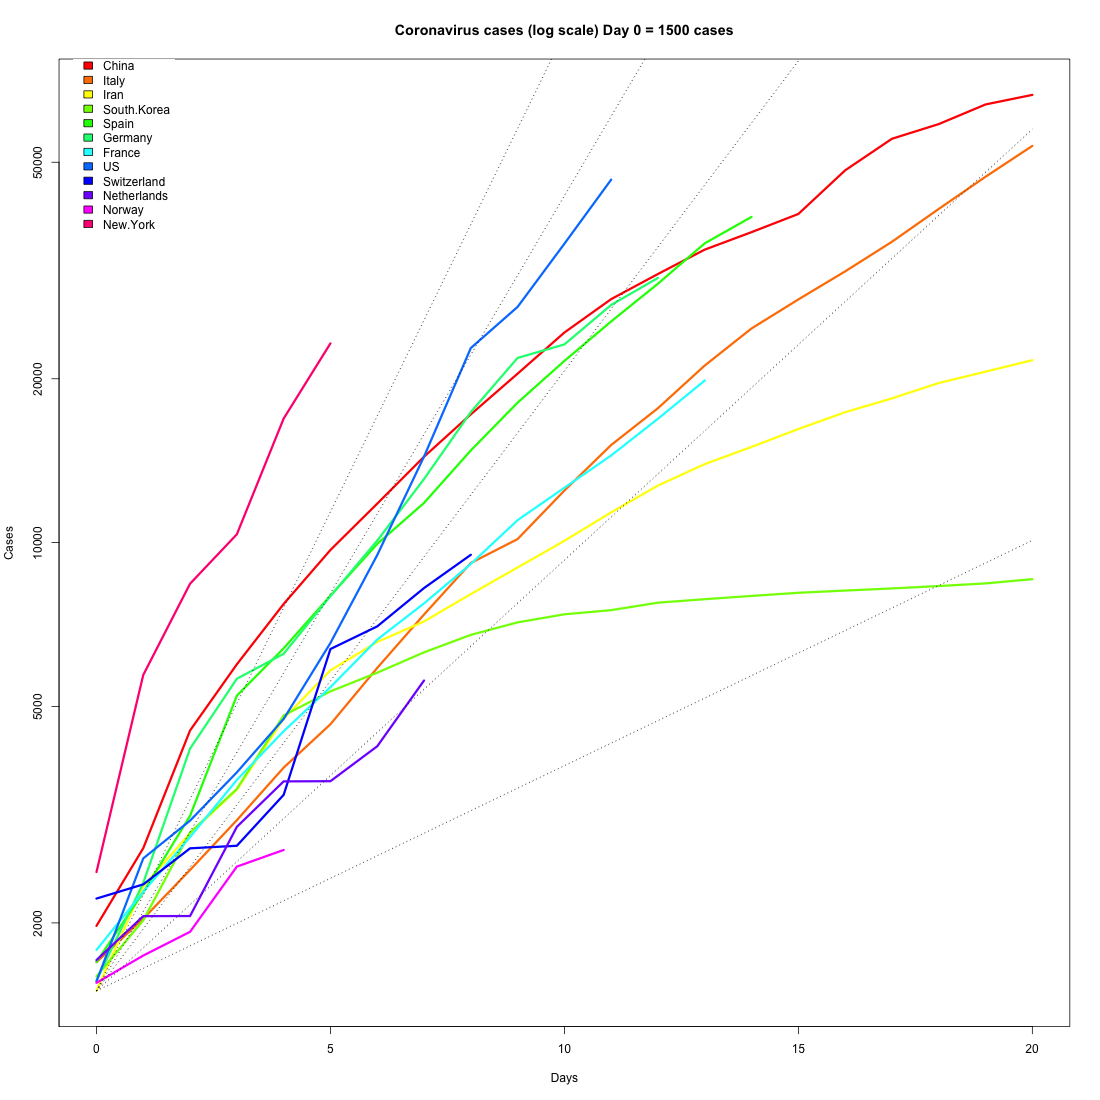 Coronavirus cases (log scale) Day 0 = 1500 cases
China
Italy
Iran
South.Korea
Spain
Germany
France
US
Switzerland
Netherlands
Norway
New.York
50000
20000
10000
5000
2000
Cases
0 5 10 15 20
Days